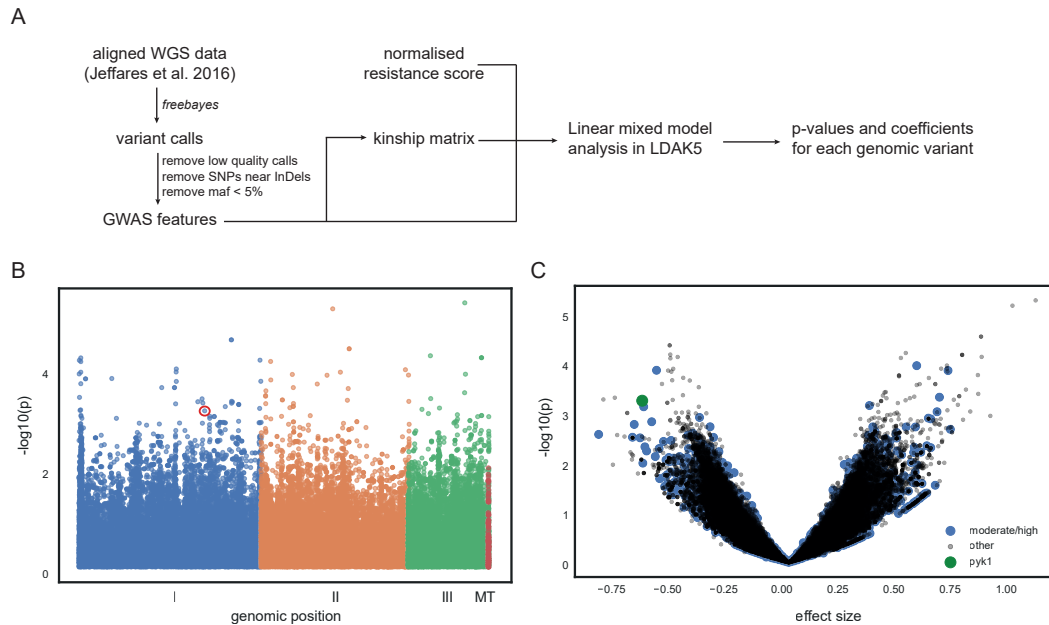 A
aligned WGS data
(Jeffares et al. 2016)
freebayes
variant calls
remove low quality calls
remove SNPs near InDels
remove maf < 5%
GWAS features
normalised
resistance score
kinship matrix
Linear mixed model
analysis in LDAK5
p-values and coefficients
for each genomic variant
B
-log10(p)
4
2
0
I
II
III
MT
genomic position
C
-log10(p)
5
4
3
2
1
0
−0.75
−0.50
−0.25
0.00
0.25
0.50
0.75
1.00
effect size
moderate/high
other
pyk1